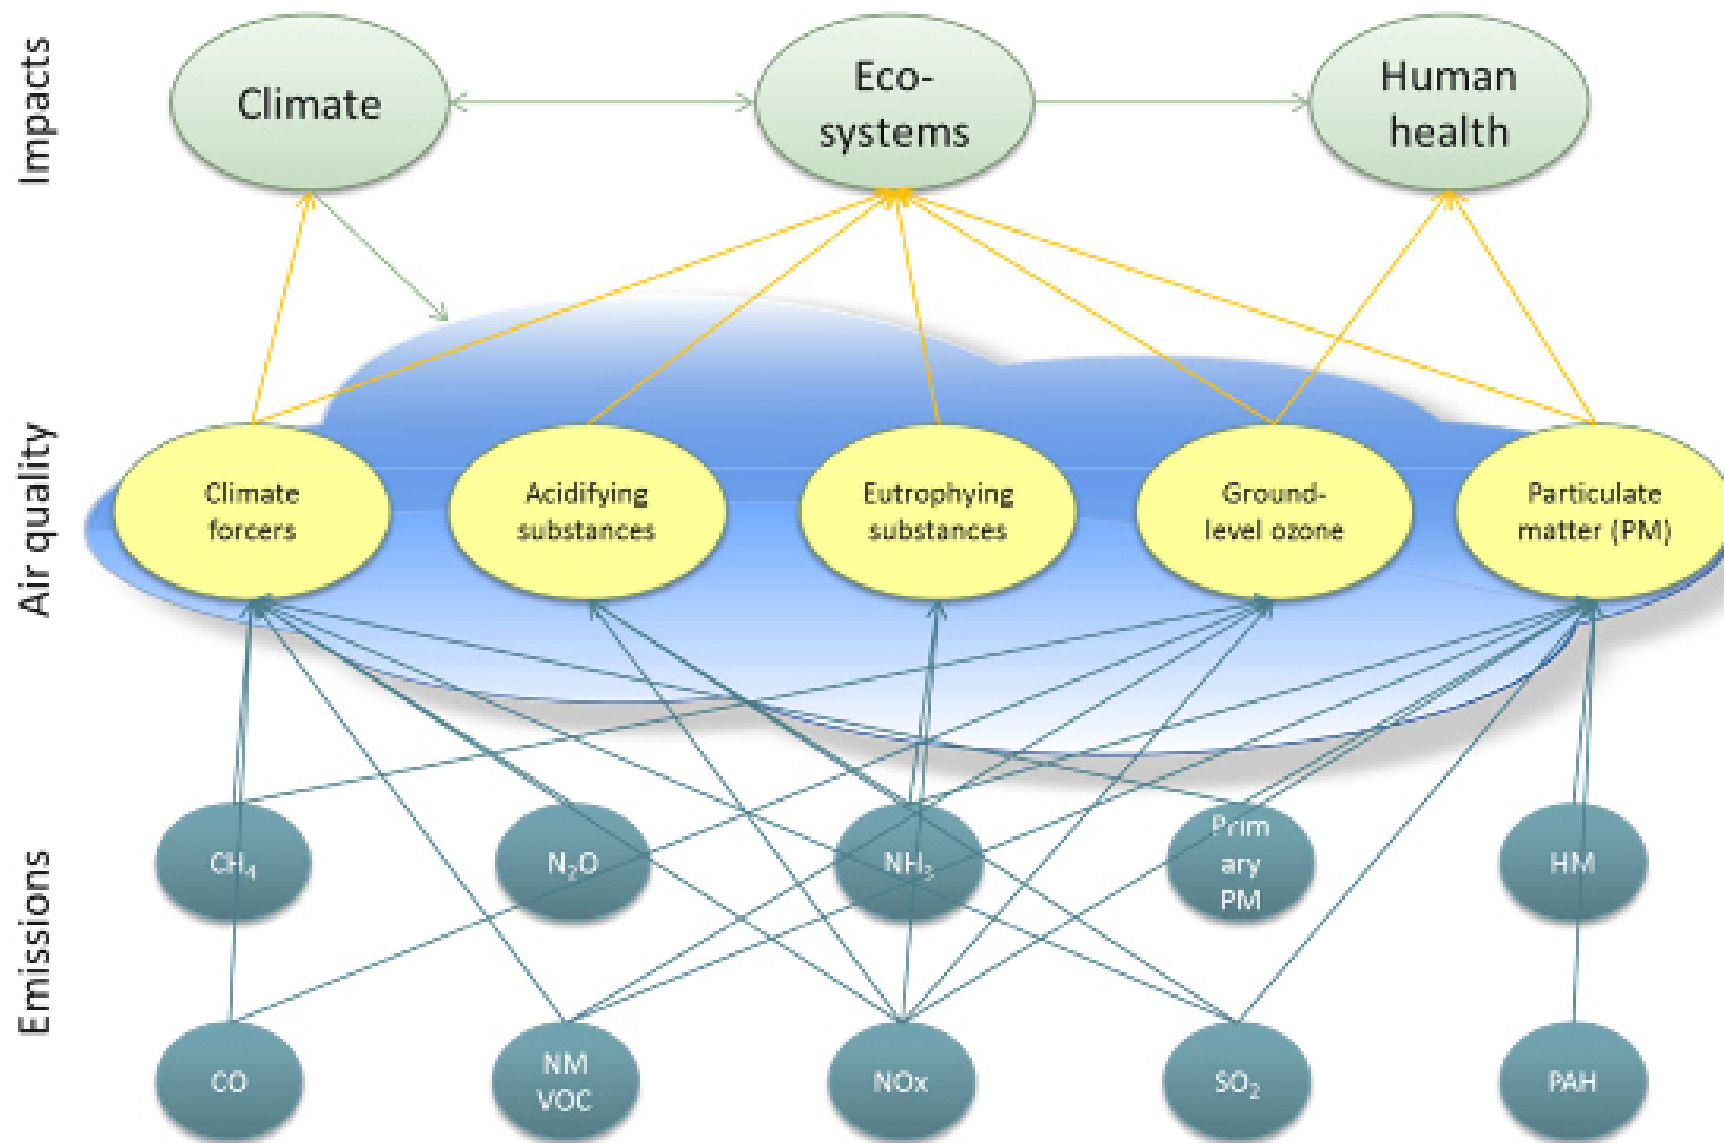 Impacts
Climate
Eco-
systems
Human
health
Air quality
Climate
forcers
Acidifying
substances
Eutrophying
substances
Ground-
level ozone
Particulate
matter (PM)
Emissions
CH₄
N₂O
NH₃
Prim
ary
PM
HM
CO
NM
VOC
NOx
SO₂
PAH